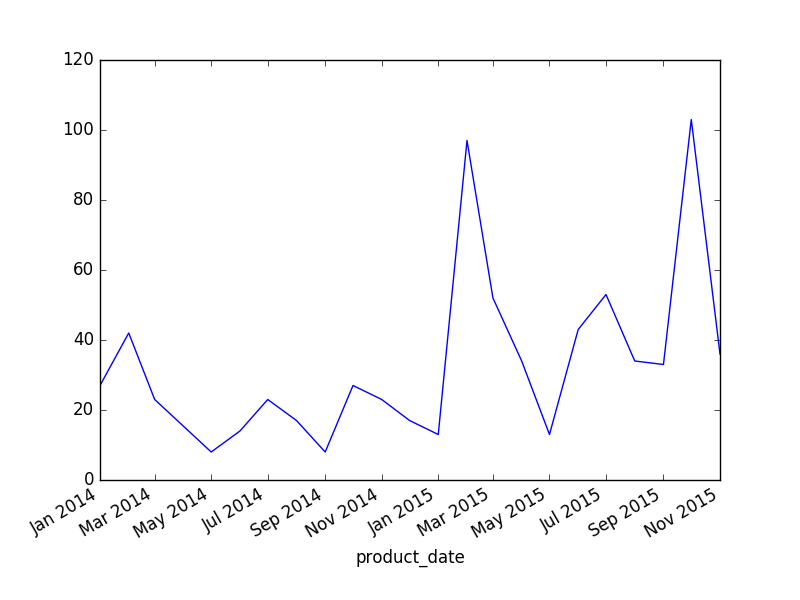 120
100
80
60
40
20
0
Jan 2014
Mar 2014
May 2014
Jul 2014
Sep 2014
Nov 2014
Jan 2015
Mar 2015
May 2015
Jul 2015
Sep 2015
Nov 2015
product_date